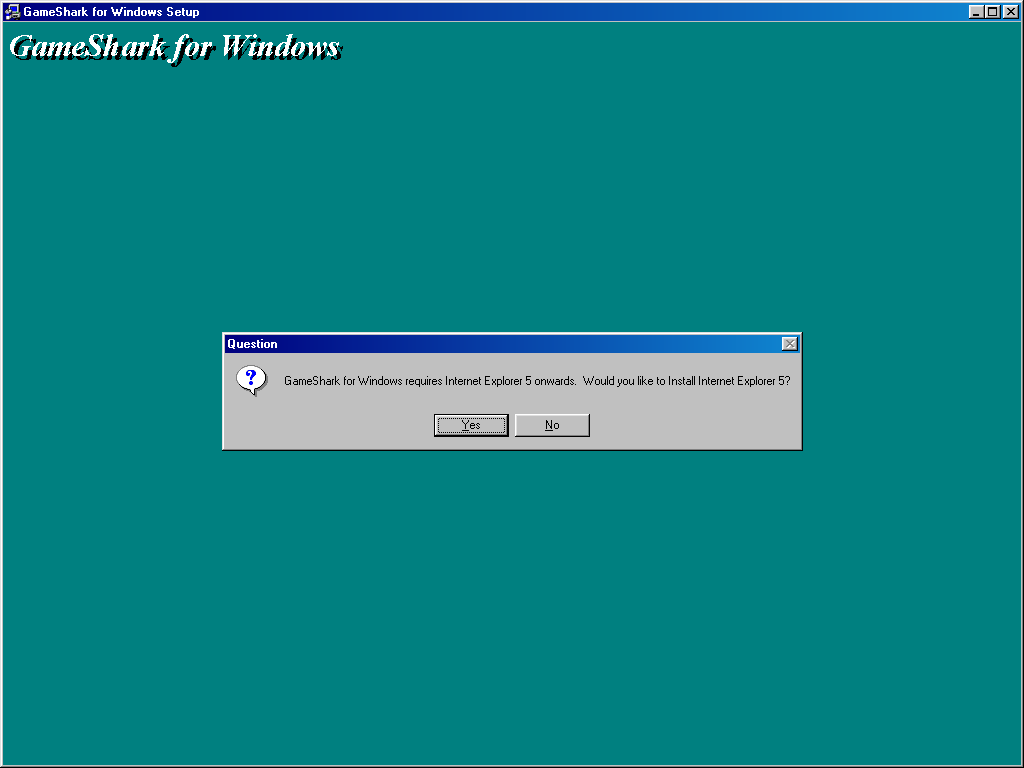 GameShark for Windows Setup
GameShark for Windows
Question
?
GameShark for Windows requires Internet Explorer 5 onwards.  Would you like to Install Internet Explorer 5?
Yes No